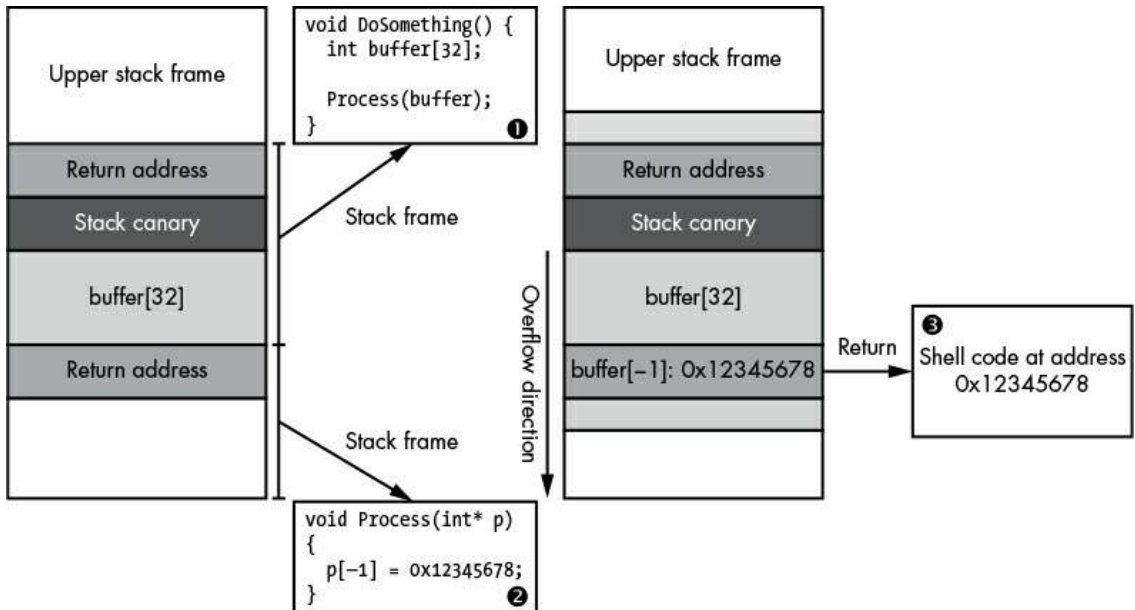 Upper stack frame
Return address
Stack canary
buffer[32]
Return address
void DoSomething() {
int buffer[32];
Process(buffer);
}
❶
Stack frame
Stack frame
void Process(int* p)
{
p[–1] = 0x12345678;
}
❷
Upper stack frame
Return address
Stack canary
buffer[32]
buffer[–1]: 0x12345678
Overflow direction
Return
❸
Shell code at address
0x12345678